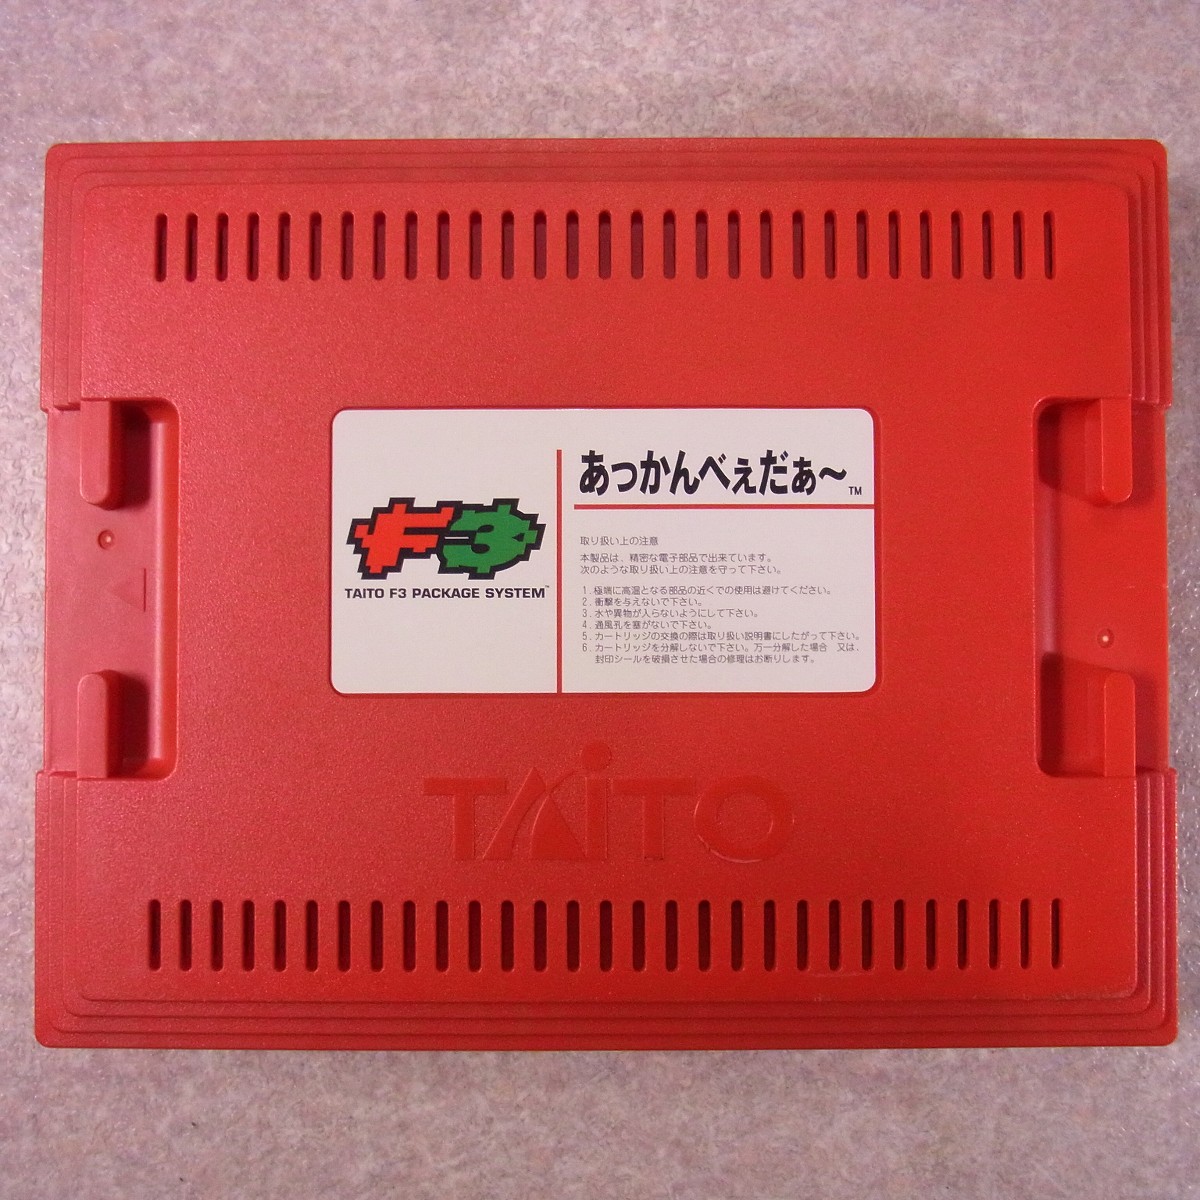 あっかんべぇだぁ〜 TM
F3
TAITO F3 PACKAGE SYSTEM™
取り扱い上の注意
本製品は、精密な電子部品で出来ています。
次のような取り扱い上の注意を守って下さい。
1. 極端に高温となる部品の近くでの使用は避けてください。
2. 衝撃を与えないで下さい。
3. 水や異物が入らないようにして下さい。
4. 通風孔を塞がないで下さい。
5. カートリッジの交換の際は取り扱い説明書にしたがって下さい。
6. カートリッジを分解しないで下さい。万一分解した場合 又は、
封印シールを破損させた場合の修理はお断りします。
TAITO